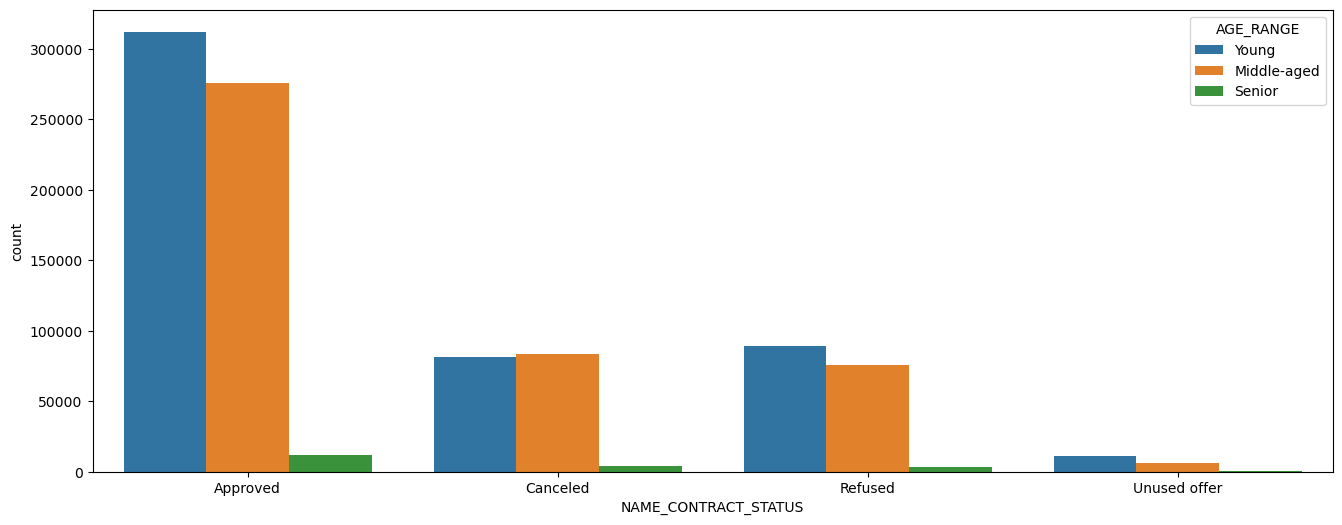 AGE_RANGE
Young
Middle-aged
Senior
300000
250000
200000
150000
100000
50000
0
count
Approved
Canceled
Refused
Unused offer
NAME_CONTRACT_STATUS